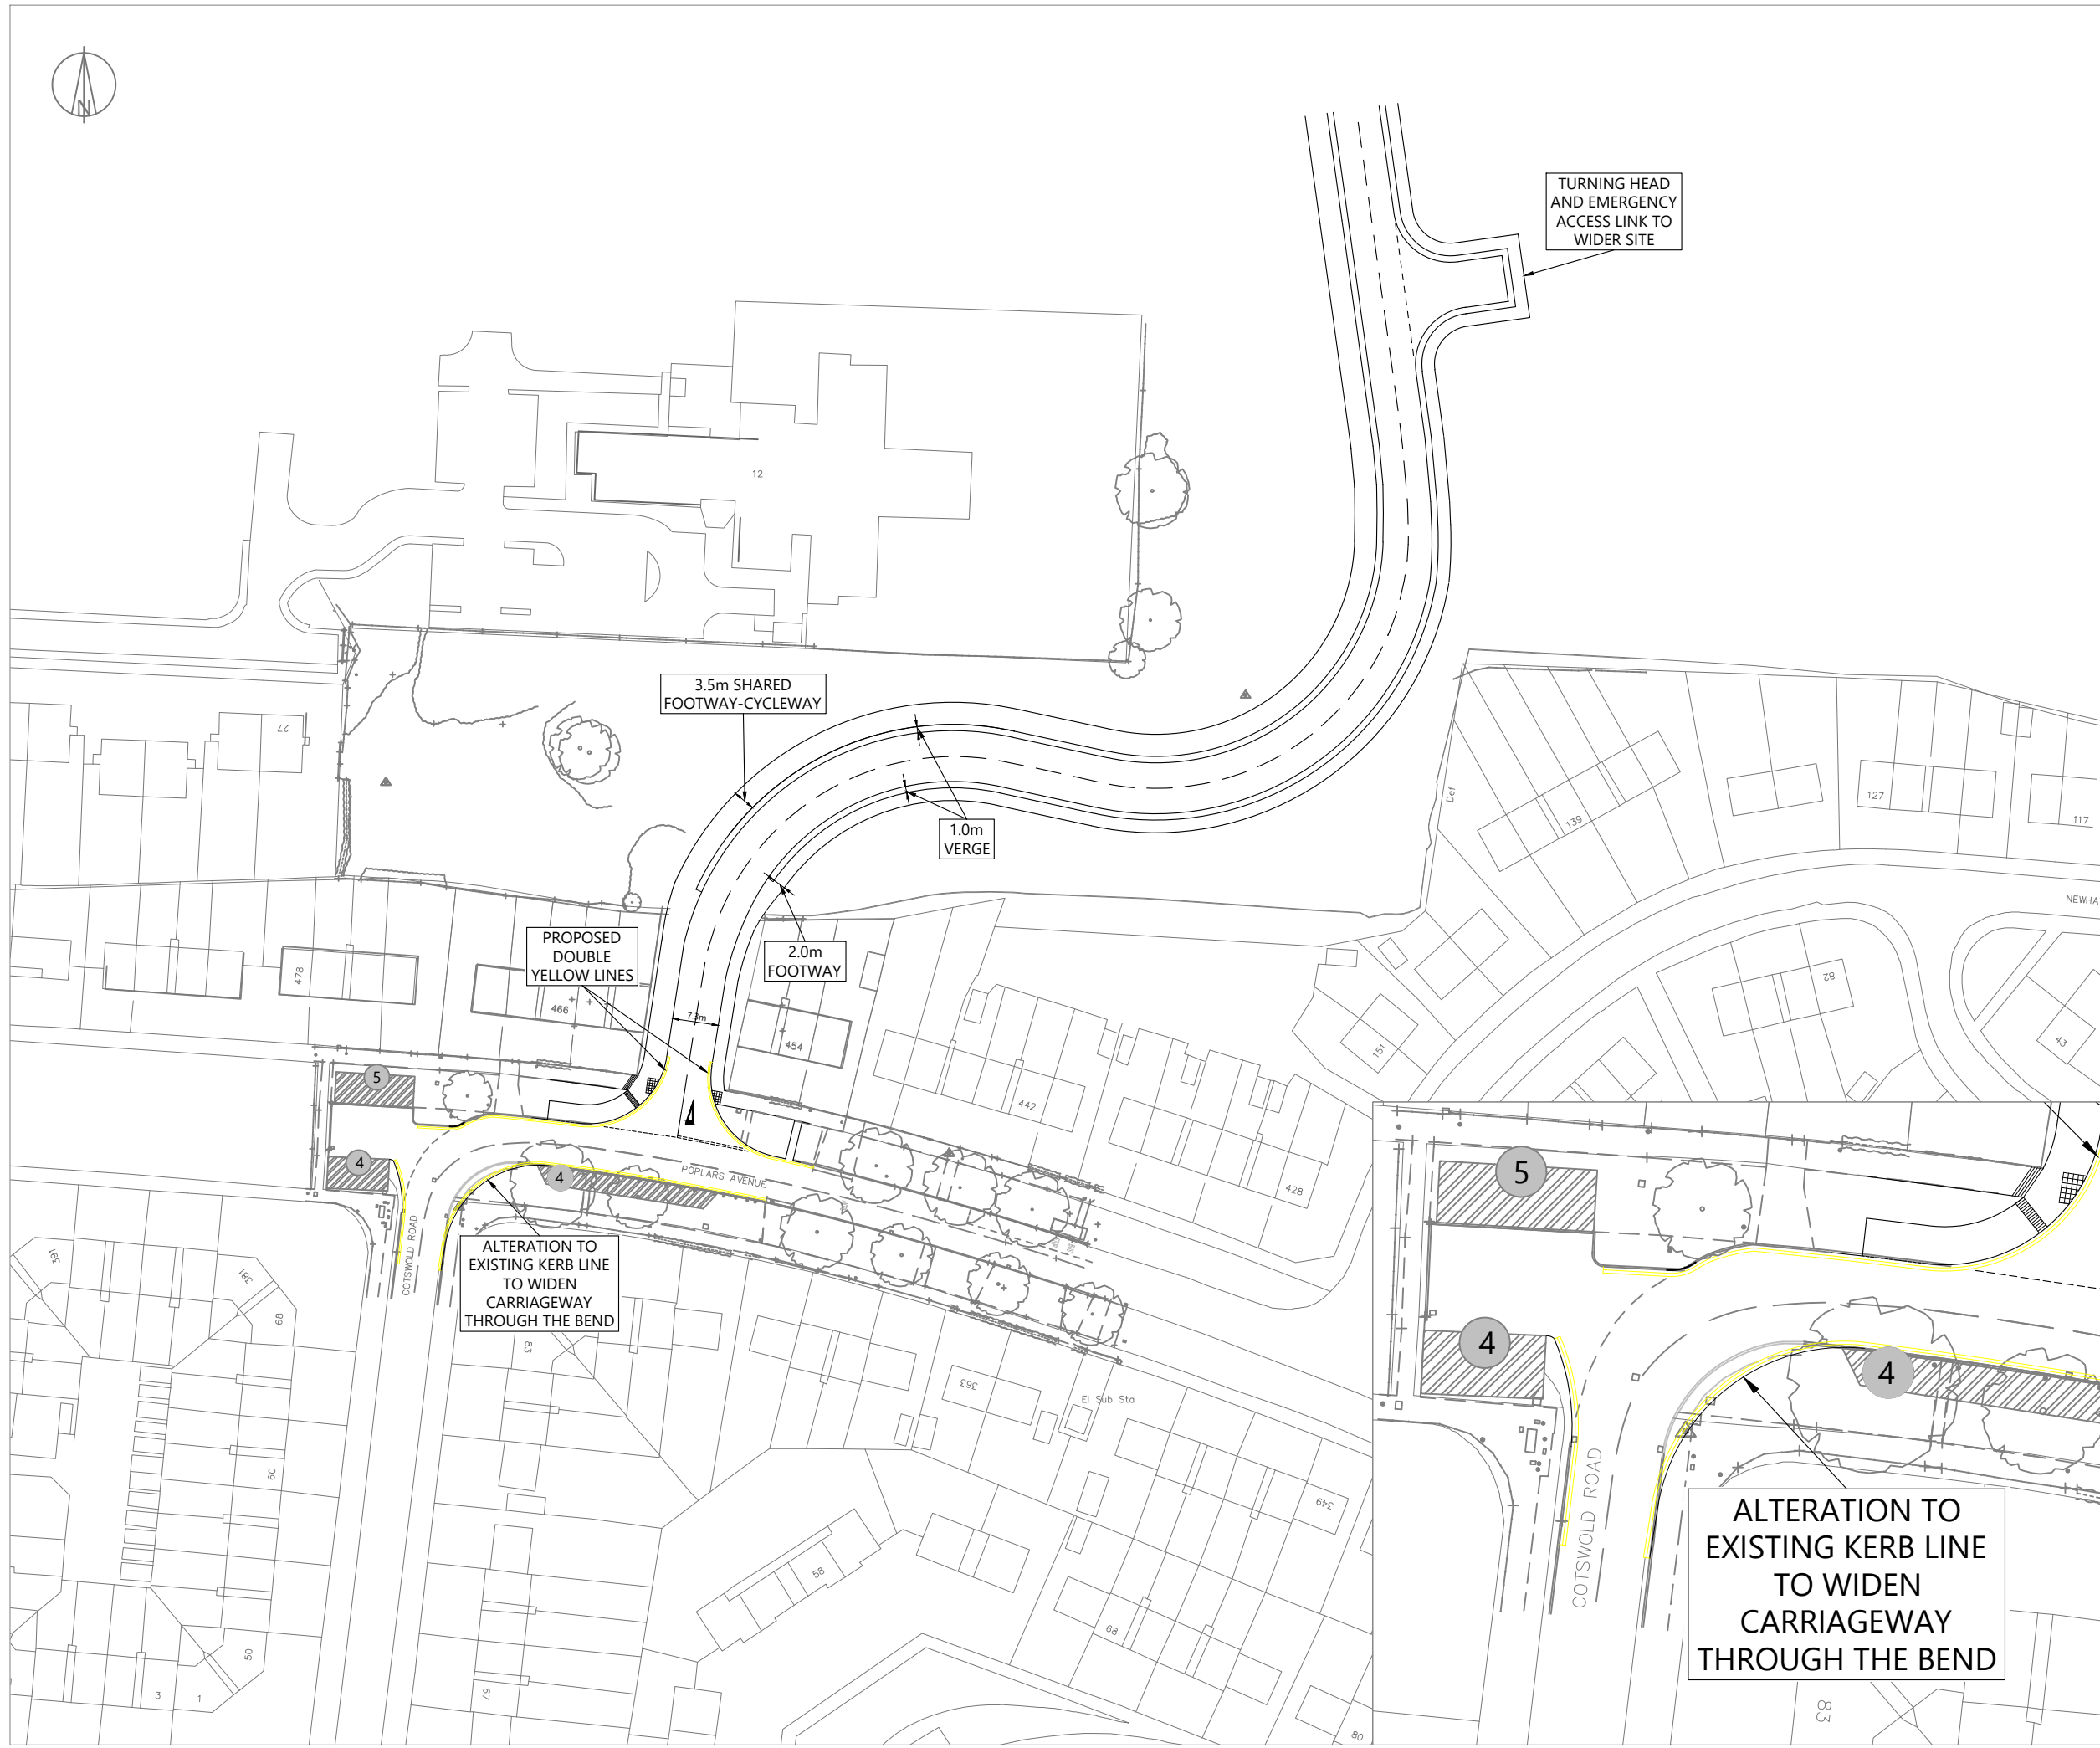 N
TURNING HEAD
AND EMERGENCY
ACCESS LINK TO
WIDER SITE
12
3.5m SHARED
FOOTWAY-CYCLEWAY
27
1.0m
VERGE
Def
139
127
117
NEWHA
PROPOSED
DOUBLE
YELLOW LINES
2.0m
FOOTWAY
478
466
7.3m
454
151
82
43
442
428
5
4
4
POPLARS AVENUE
COTSWOLD ROAD
ALTERATION TO
EXISTING KERB LINE
TO WIDEN
CARRIAGEWAY
THROUGH THE BEND
391
381
68
60
50
3
1
83
67
363
El Sub Sta
349
58
68
80
5
4
4
COTSWOLD ROAD
ALTERATION TO
EXISTING KERB LINE
TO WIDEN
CARRIAGEWAY
THROUGH THE BEND
83